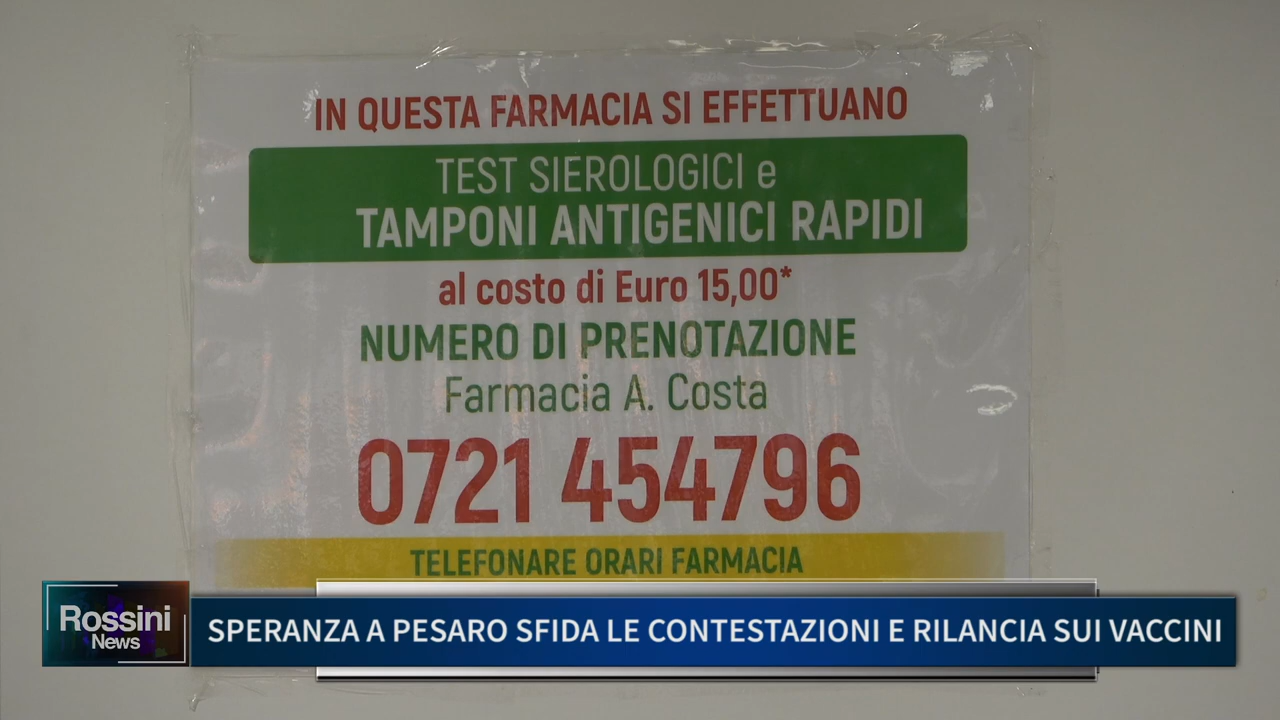 IN QUESTA FARMACIA SI EFFETTUANO
TEST SIEROLOGICI e
TAMPONI ANTIGENICI RAPIDI
al costo di Euro 15,00*
NUMERO DI PRENOTAZIONE
Farmacia A. Costa
0721 454796
TELEFONARE ORARI FARMACIA
Rossini
News
SPERANZA A PESARO SFIDA LE CONTESTAZIONI E RILANCIA SUI VACCINI